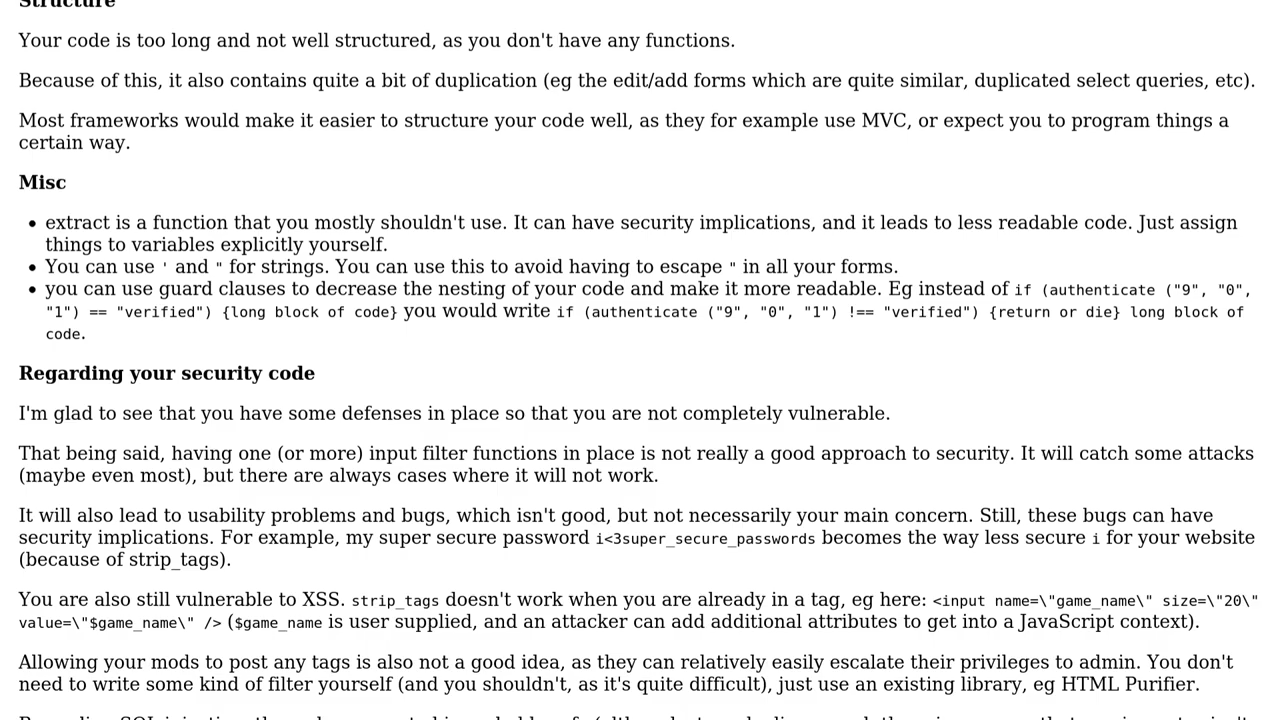 Structure
Your code is too long and not well structured, as you don't have any functions.
Because of this, it also contains quite a bit of duplication (eg the edit/add forms which are quite similar, duplicated select queries, etc).
Most frameworks would make it easier to structure your code well, as they for example use MVC, or expect you to program things a
certain way.
Misc
• extract is a function that you mostly shouldn't use. It can have security implications, and it leads to less readable code. Just assign
things to variables explicitly yourself.
• You can use ' and " for strings. You can use this to avoid having to escape " in all your forms.
• you can use guard clauses to decrease the nesting of your code and make it more readable. Eg instead of if (authenticate ("9", "0",
"1") == "verified") {long block of code} you would write if (authenticate ("9", "0", "1") !== "verified") {return or die} long block of
code.
Regarding your security code
I'm glad to see that you have some defenses in place so that you are not completely vulnerable.
That being said, having one (or more) input filter functions in place is not really a good approach to security. It will catch some attacks
(maybe even most), but there are always cases where it will not work.
It will also lead to usability problems and bugs, which isn't good, but not necessarily your main concern. Still, these bugs can have
security implications. For example, my super secure password i<3super_secure_passwords becomes the way less secure i for your website
(because of strip_tags).
You are also still vulnerable to XSS. strip_tags doesn't work when you are already in a tag, eg here: <input name=\"game_name\" size=\"20\"
value=\"$game_name\" /> ($game_name is user supplied, and an attacker can add additional attributes to get into a JavaScript context).
Allowing your mods to post any tags is also not a good idea, as they can relatively easily escalate their privileges to admin. You don't
need to write some kind of filter yourself (and you shouldn't, as it's quite difficult), just use an existing library, eg HTML Purifier.